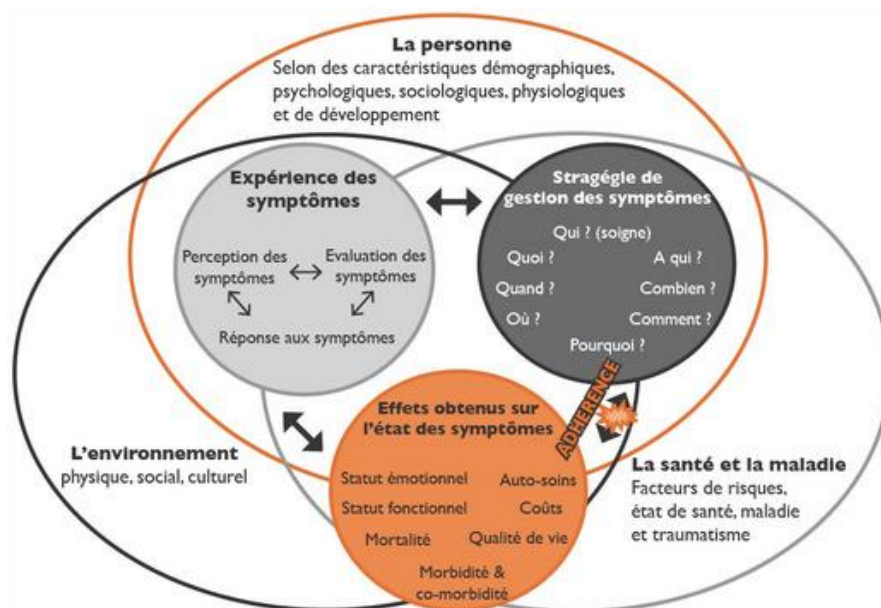 La personne
Selon des caractéristiques démographiques,
psychologiques, sociologiques, physiologiques
et de développement
Expérience des
symptômes
Perception des
symptômes
Evaluation des
symptômes
Réponse aux symptômes
Stragégie de
gestion des symptômes
Qui ? (soigne)
Quoi ?
A qui ?
Quand ?
Combien ?
Où ?
Comment ?
Pourquoi ?
ADHERENCE
Effets obtenus sur
l'état des symptômes
Statut émotionnel
Auto-soins
Statut fonctionnel
Coûts
Mortalité
Qualité de vie
Morbidité &
co-morbidité
L'environnement
physique, social, culturel
La santé et la maladie
Facteurs de risques,
état de santé, maladie
et traumatisme